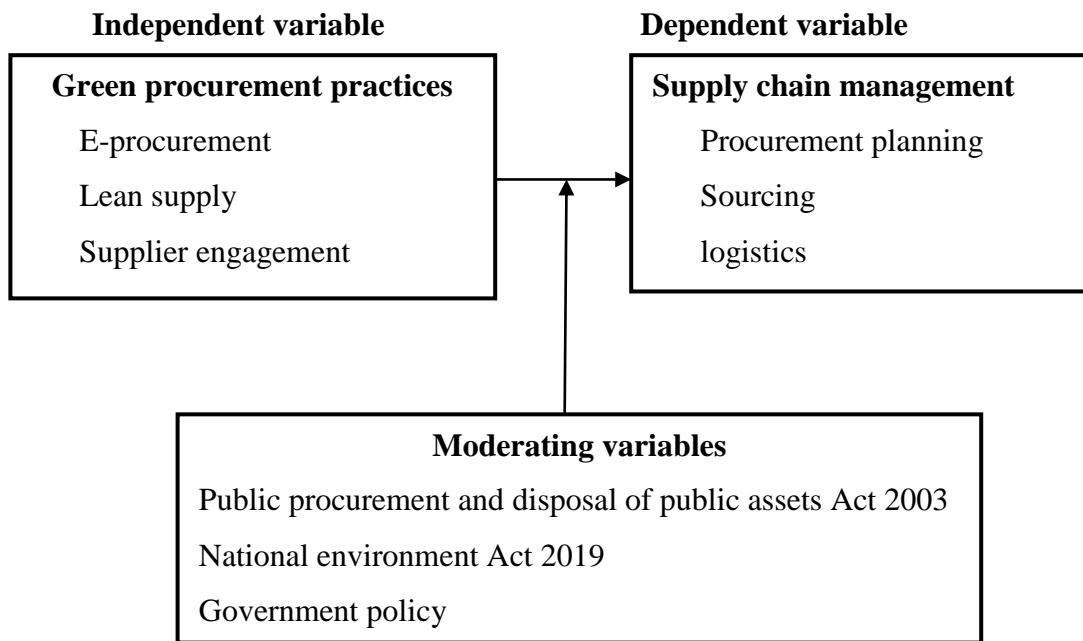 Independent variable
Dependent variable
Green procurement practices
E-procurement
Lean supply
Supplier engagement
Supply chain management
Procurement planning
Sourcing
logistics
Moderating variables
Public procurement and disposal of public assets Act 2003
National environment Act 2019
Government policy